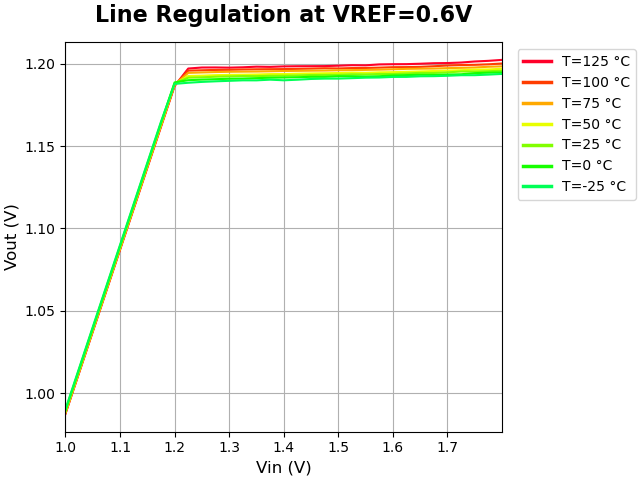 Line Regulation at VREF=0.6V
Vout (V)
1.20
1.15
1.10
1.05
1.00
1.0 1.1 1.2 1.3 1.4 1.5 1.6 1.7
Vin (V)
T=125 °C
T=100 °C
T=75 °C
T=50 °C
T=25 °C
T=0 °C
T=-25 °C